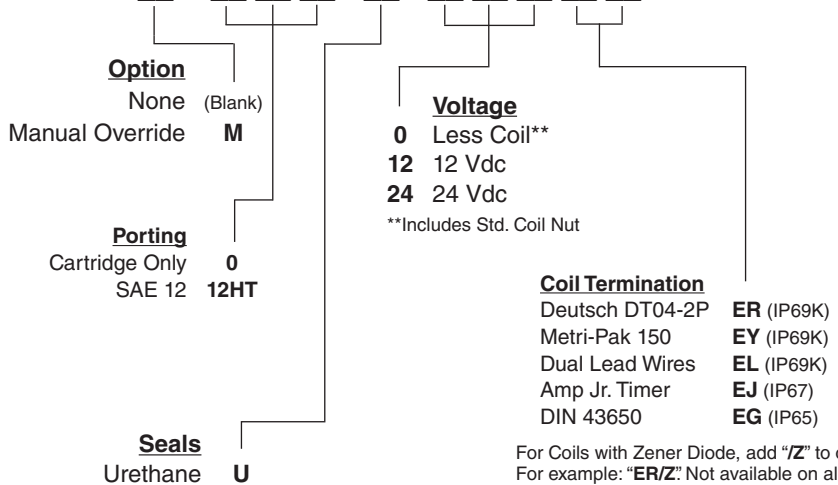 Option
None (Blank)
Manual Override M
Porting
Cartridge Only 0
SAE 12 12HT
Seals
Urethane U
Voltage
0 Less Coil**
12 12 Vdc
24 24 Vdc
**Includes Std. Coil Nut
Coil Termination
Deutsch DT04-2P ER (IP69K)
Metri-Pak 150 EY (IP69K)
Dual Lead Wires EL (IP69K)
Amp Jr. Timer EJ (IP67)
DIN 43650 EG (IP65)
For Coils with Zener Diode, add “/Z” to
For example: “ER/Z”. Not available on